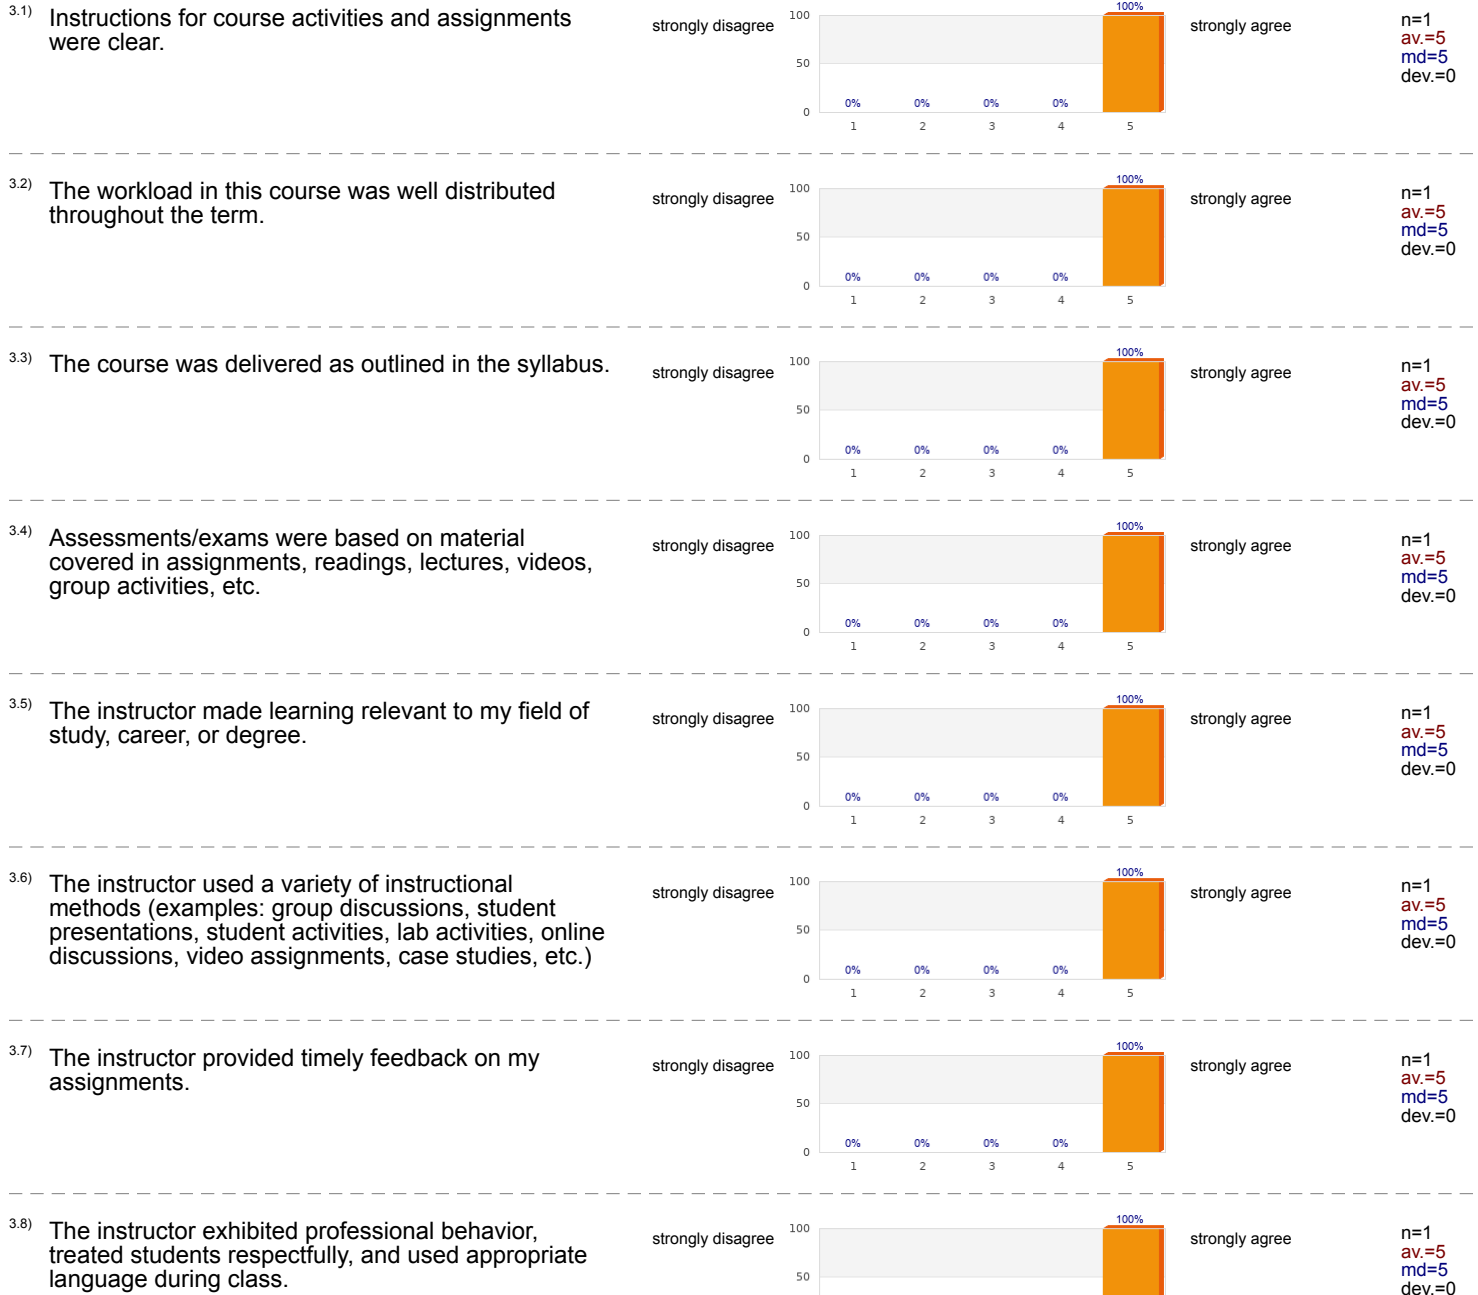 3.1) Instructions for course activities and assignments
were clear.
strongly disagree
100
50
0
0% 0% 0% 0% 100%
1 2 3 4 5
strongly agree
n=1
av.=5
md=5
dev.=0
3.2) The workload in this course was well distributed
throughout the term.
strongly disagree
100
50
0
0% 0% 0% 0% 100%
1 2 3 4 5
strongly agree
n=1
av.=5
md=5
dev.=0
3.3) The course was delivered as outlined in the syllabus.
strongly disagree
100
50
0
0% 0% 0% 0% 100%
1 2 3 4 5
strongly agree
n=1
av.=5
md=5
dev.=0
3.4) Assessments/exams were based on material
covered in assignments, readings, lectures, videos,
group activities, etc.
strongly disagree
100
50
0
0% 0% 0% 0% 100%
1 2 3 4 5
strongly agree
n=1
av.=5
md=5
dev.=0
3.5) The instructor made learning relevant to my field of
study, career, or degree.
strongly disagree
100
50
0
0% 0% 0% 0% 100%
1 2 3 4 5
strongly agree
n=1
av.=5
md=5
dev.=0
3.6) The instructor used a variety of instructional
methods (examples: group discussions, student
presentations, student activities, lab activities, online
discussions, video assignments, case studies, etc.)
strongly disagree
100
50
0
0% 0% 0% 0% 100%
1 2 3 4 5
strongly agree
n=1
av.=5
md=5
dev.=0
3.7) The instructor provided timely feedback on my
assignments.
strongly disagree
100
50
0
0% 0% 0% 0% 100%
1 2 3 4 5
strongly agree
n=1
av.=5
md=5
dev.=0
3.8) The instructor exhibited professional behavior,
treated students respectfully, and used appropriate
language during class.
strongly disagree
100
50
100%
strongly agree
n=1
av.=5
md=5
dev.=0